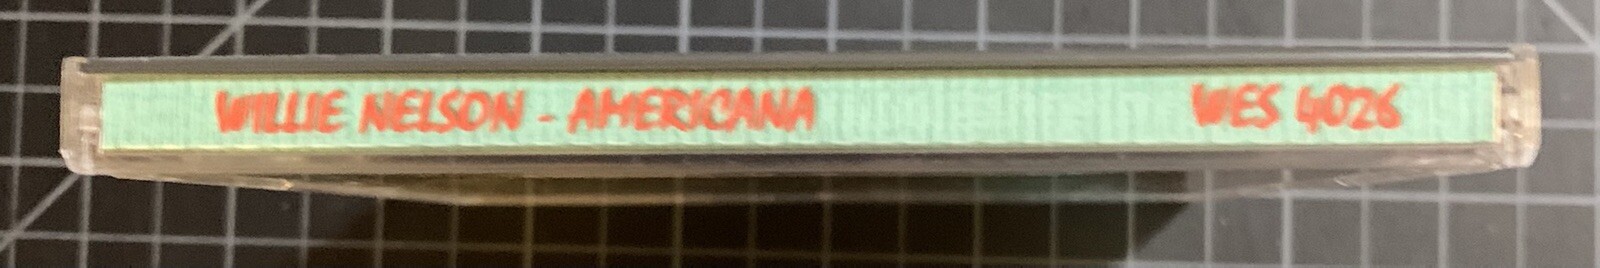 WILLIE NELSON - AMERICANA WES 4026